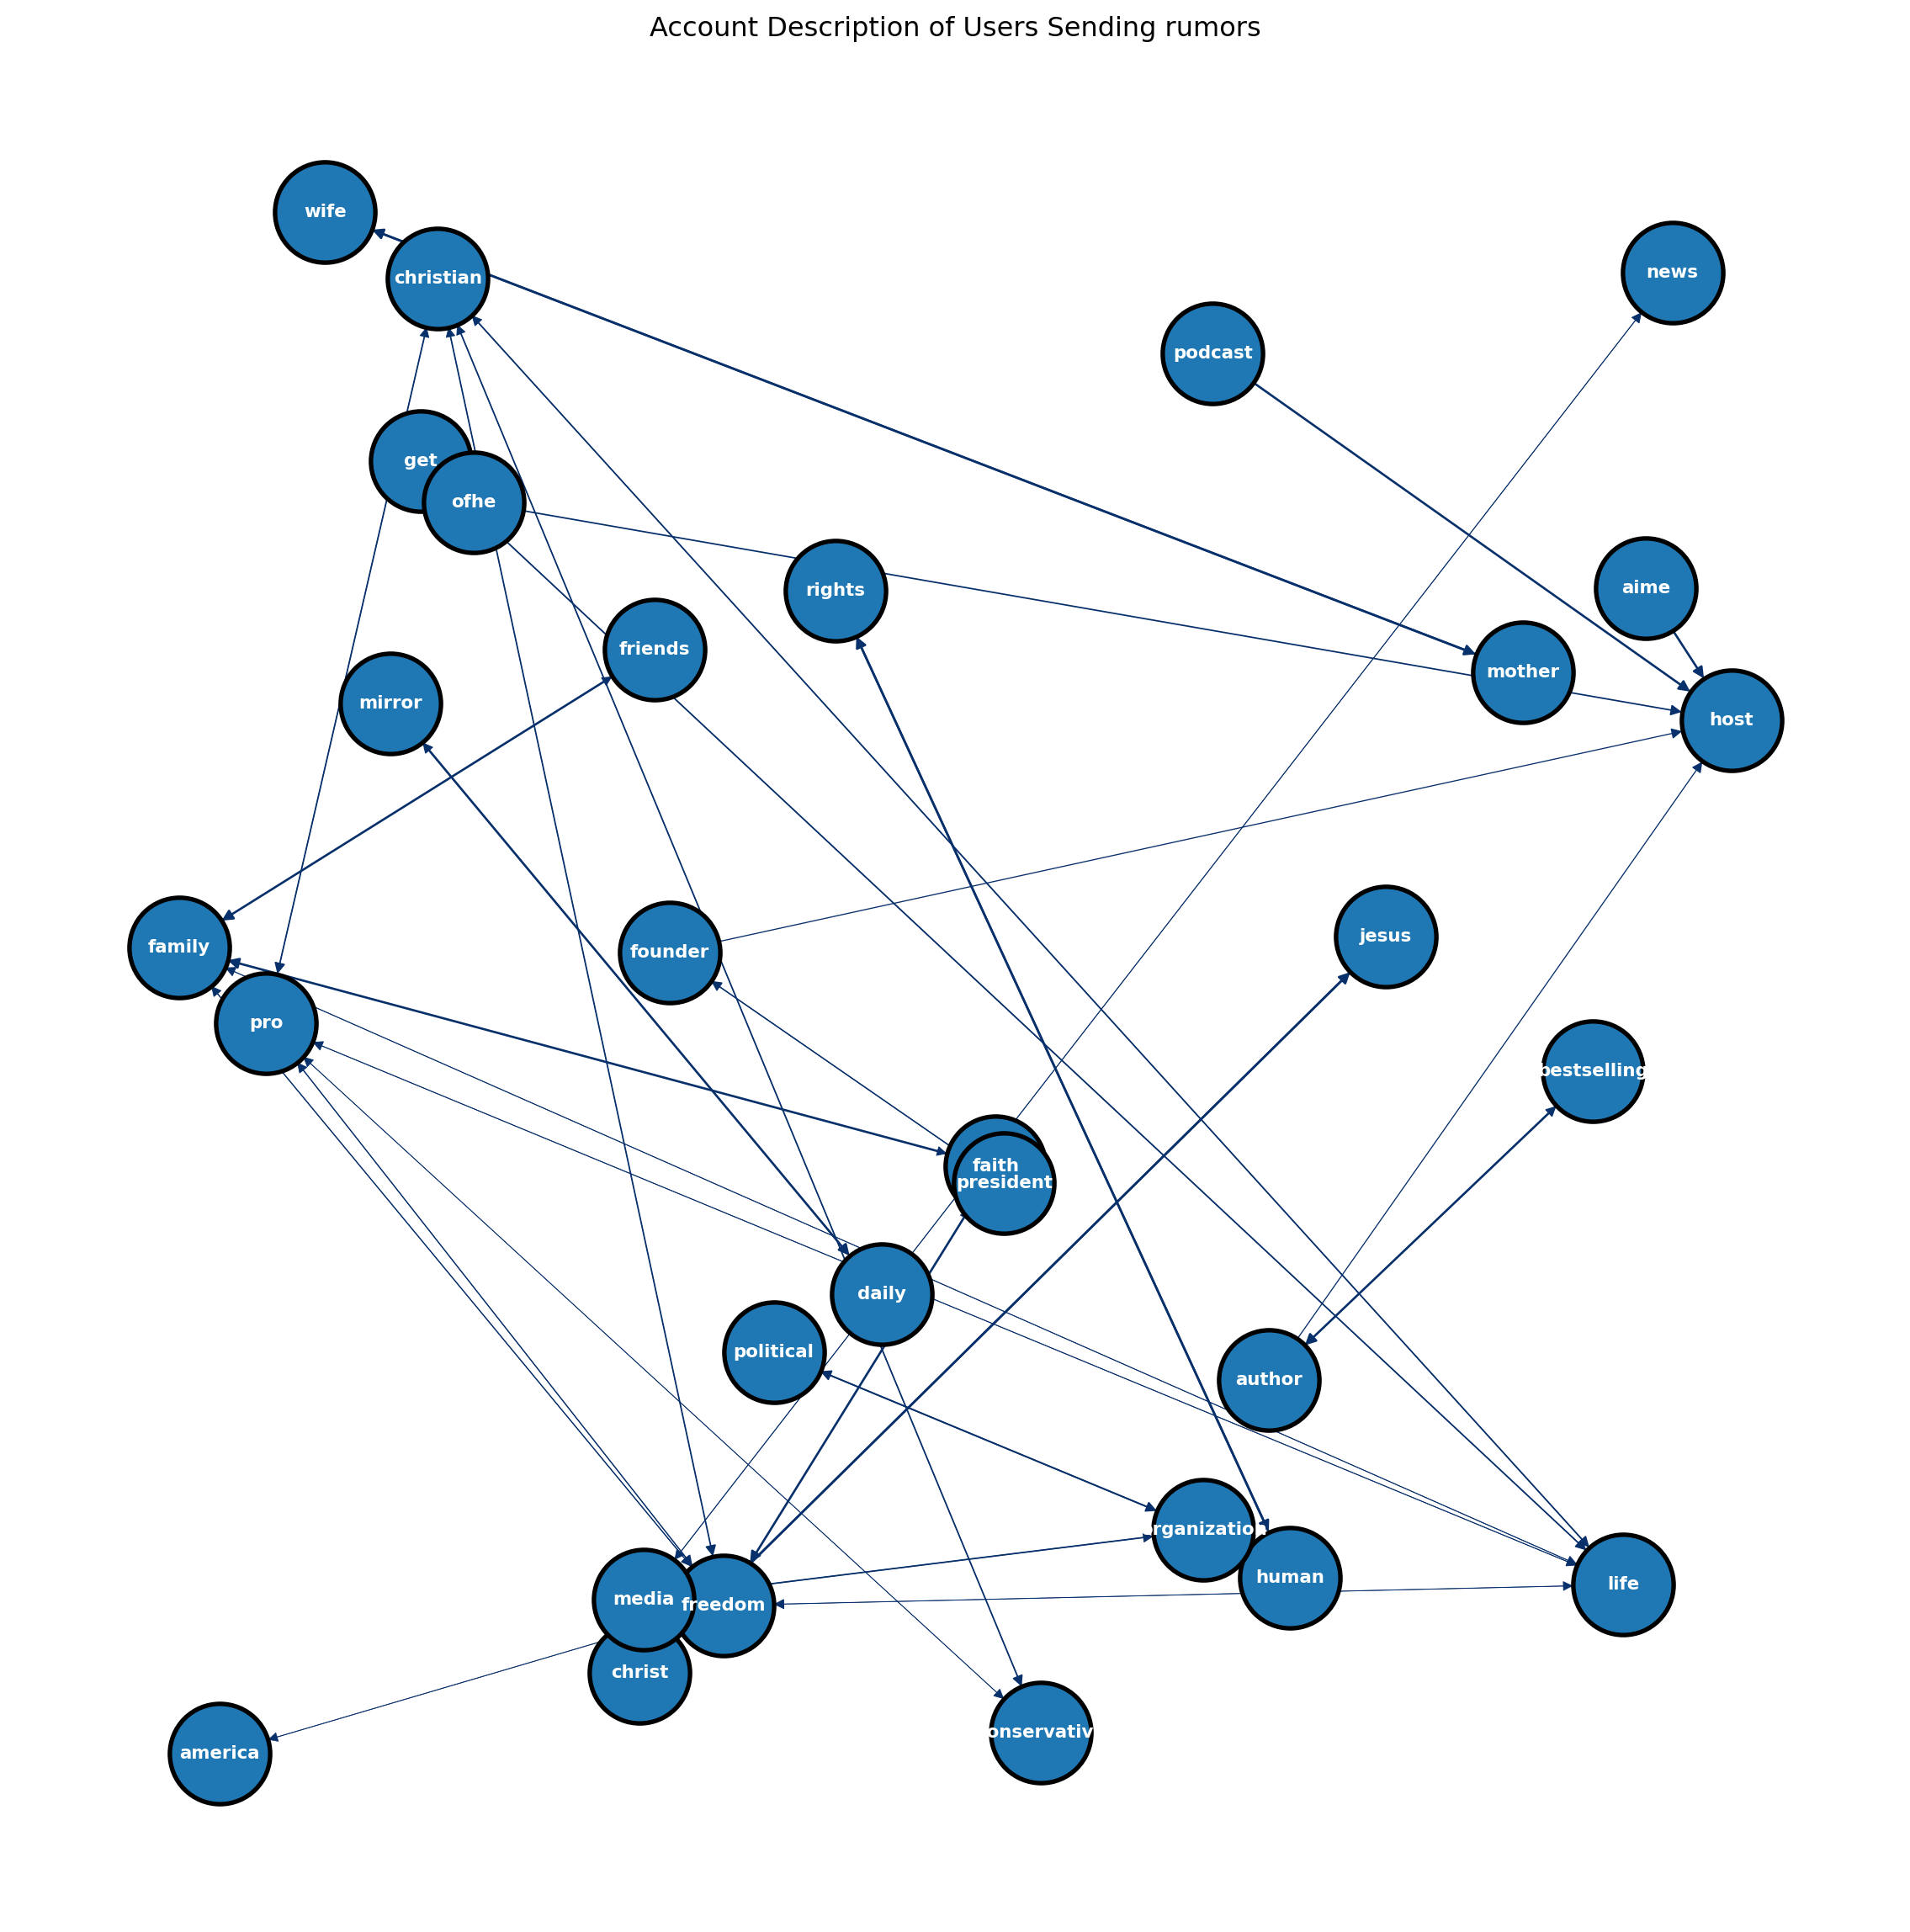 Account Description of Users Sending rumors
wife
christian
news
podcast
get
ofhe
rights
aime
friends
mother
mirror
host
family
founder
jesus
pro
bestselling
faith
president
daily
political
author
rganizatio
human
life
media
freedom
christ
onservativ
america